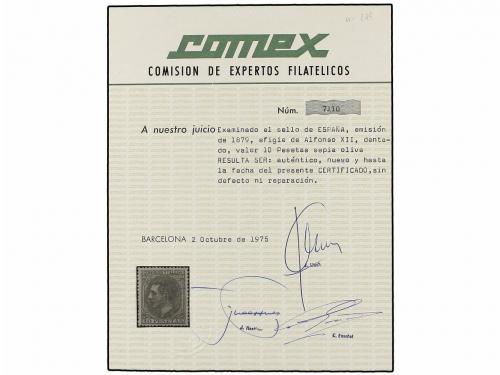 comex
COMISION DE EXPERTOS FILATELICOS
Núm. 7110
A nuestro juicio Examinado el sello de ESPAÑA, emisión
de 1879, efigie de Alfonso XII, denta-
do, valor 10 Pesetas sepia oliva
RESULTA SER: auténtico, nuevo y hasta
la fecha del presente CERTIFICADO, sin
defecto ni reparación.
BARCELONA 2 Octubre de 1975